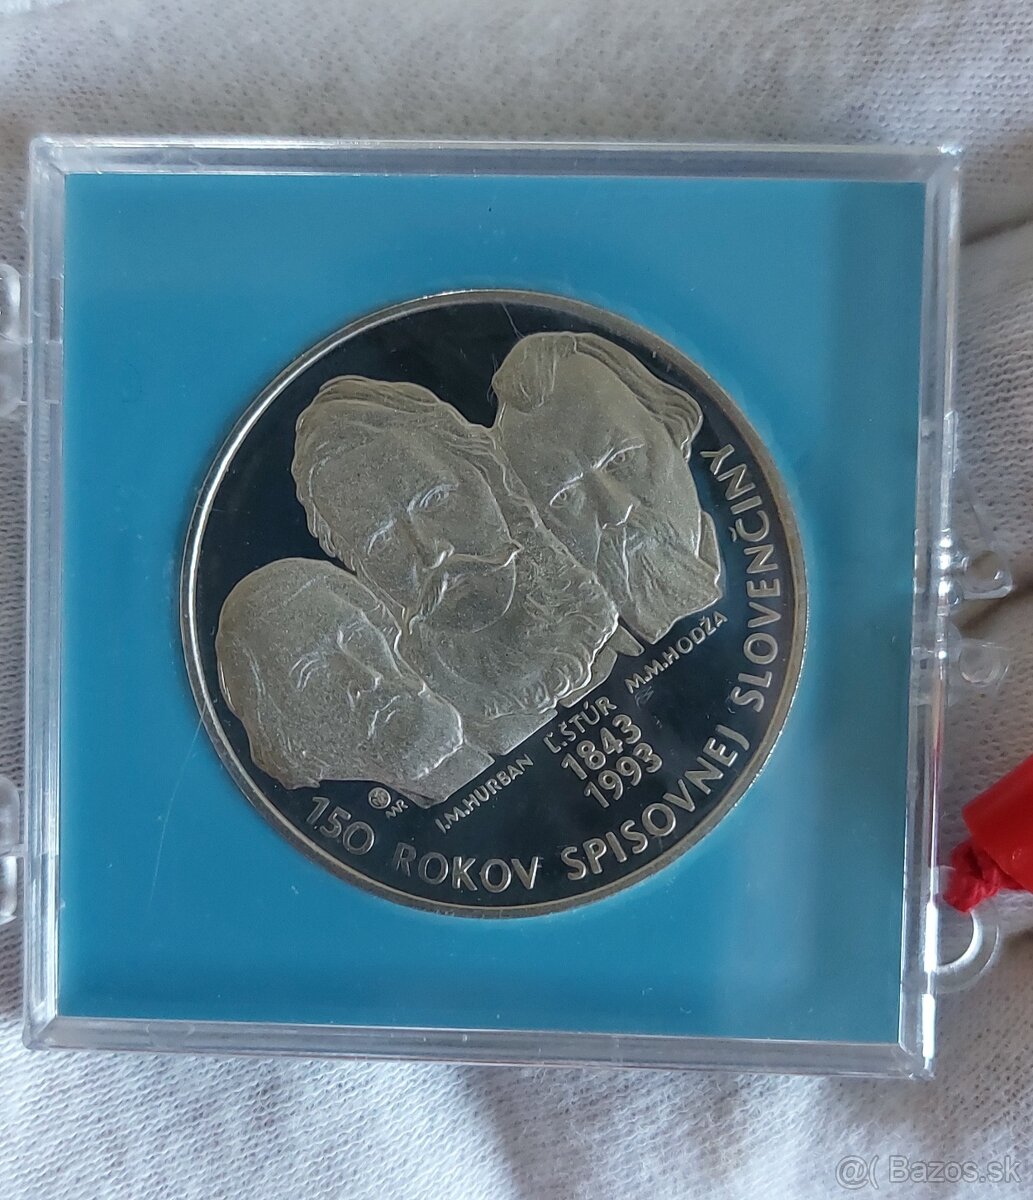 150 ROKOV SPISOVNEJ SLOVENČINY
I.M.HURBAN
Ľ.ŠTÚR
M.M.HODŽA
1843
1993
MR
@( Bazos.sk